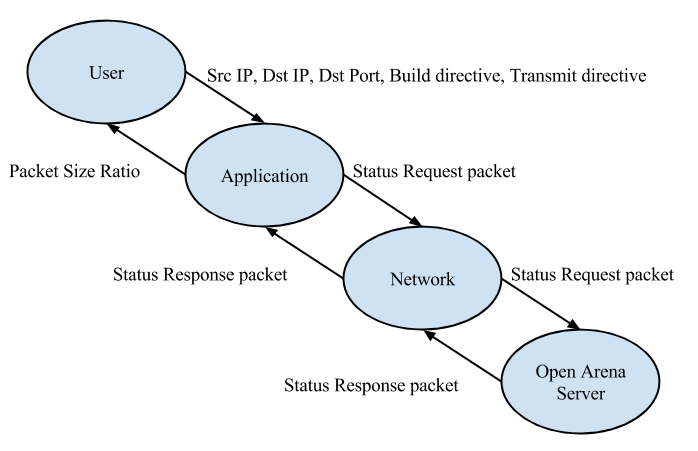 User
Src IP, Dst IP, Dst Port, Build directive, Transmit directive
Packet Size Ratio
Application
Status Request packet
Status Response packet
Network
Status Request packet
Status Response packet
Open Arena
Server